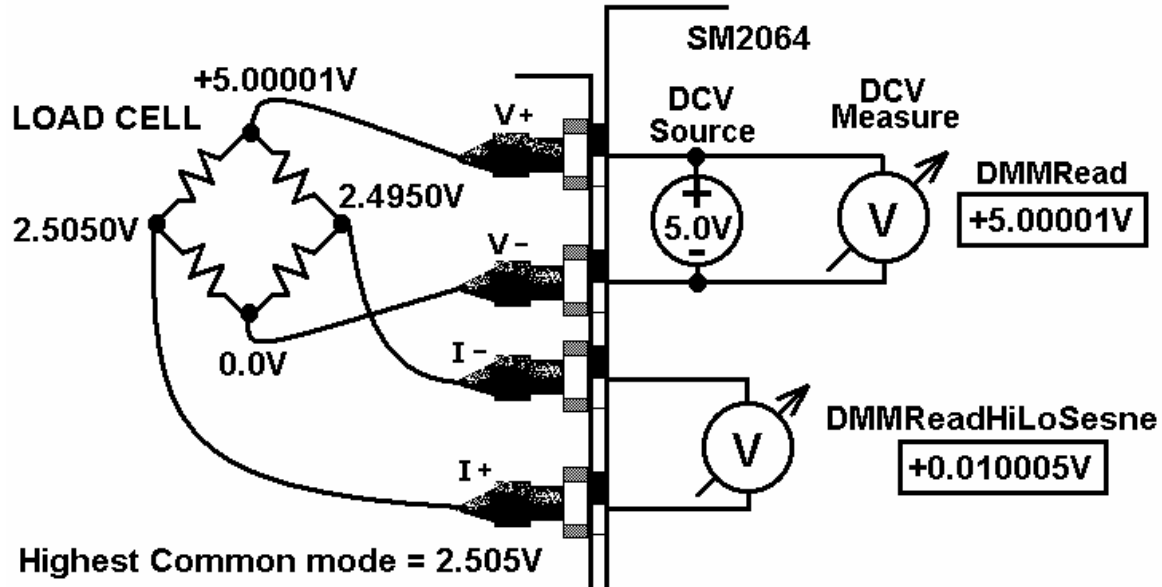 SM2064
+5.00001V
LOAD CELL
V+
DCV
Source
DCV
Measure
DMMRead
+5.00001V
2.5050V
2.4950V
+
5.0V
-
V
V-
0.0V
I-
DMMReadHiLoSesne
V
+0.010005V
I+
Highest Common mode = 2.505V